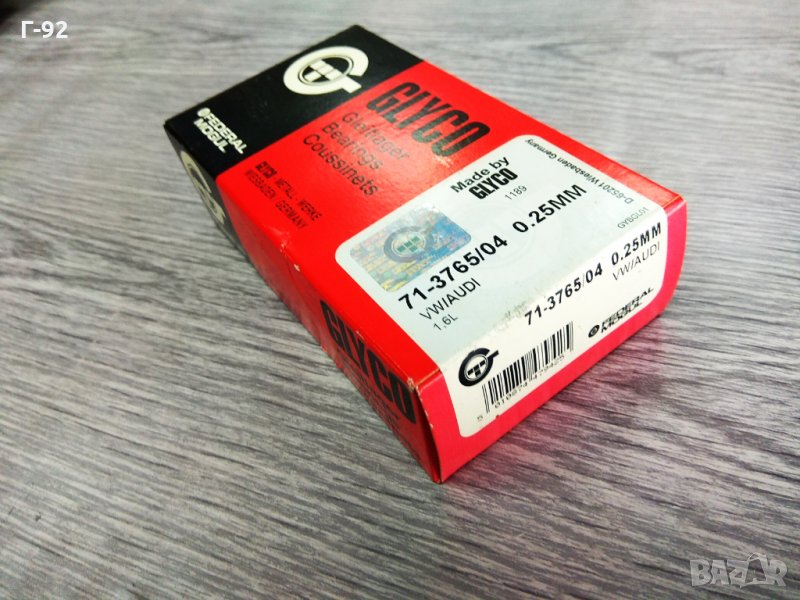 Г-92
FEDERAL
MOGUL
GLYCO
Gleitlager
Bearings
Coussinets
GLYCO METALL - WERKE
WIESBADEN / GERMANY
Made by
GLYCO
1189
D-65201 Wiesbaden Germany
71-3765/04 0.25MM
VW/AUDI
1,6L
GLYCO
71-3765/04 0.25MM
VW/AUDI
FEDERAL
MOGUL
BAZAR